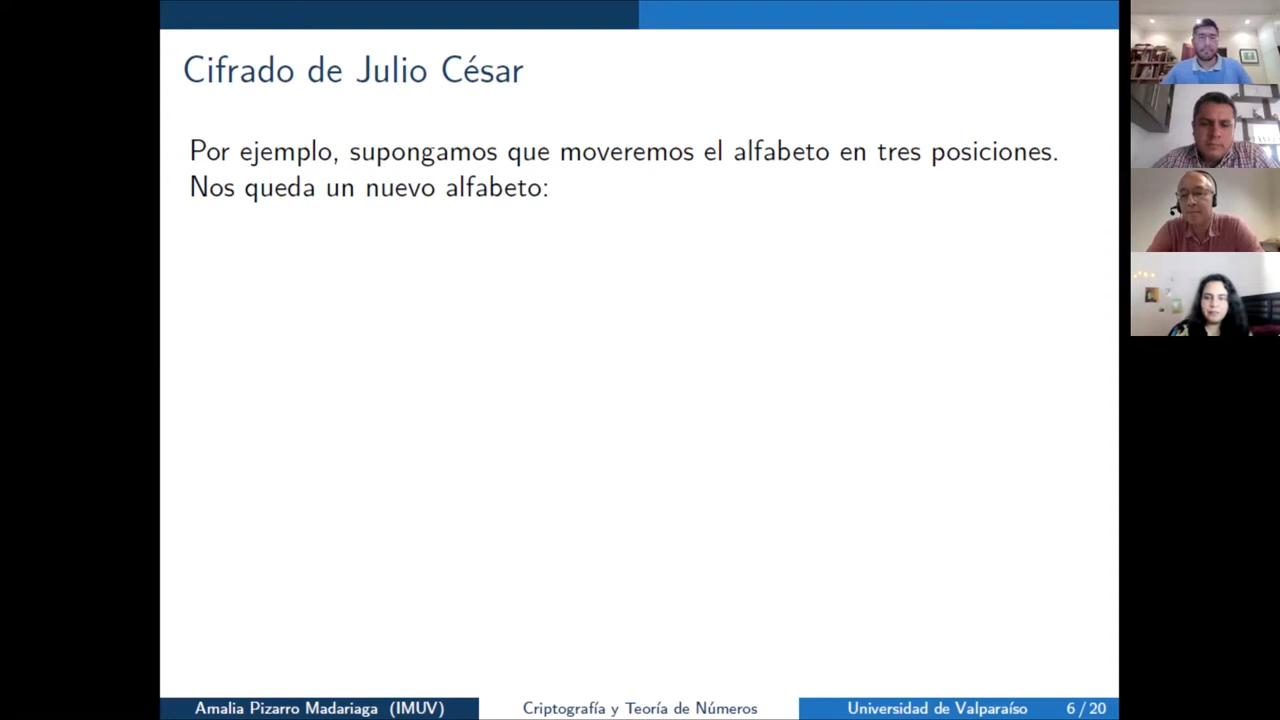 Cifrado de Julio César
Por ejemplo, supongamos que moveremos el alfabeto en tres posiciones.
Nos queda un nuevo alfabeto:
Amalia Pizarro Madariaga (IMUV)
Criptografía y Teoría de Números
Universidad de Valparaíso
6 / 20